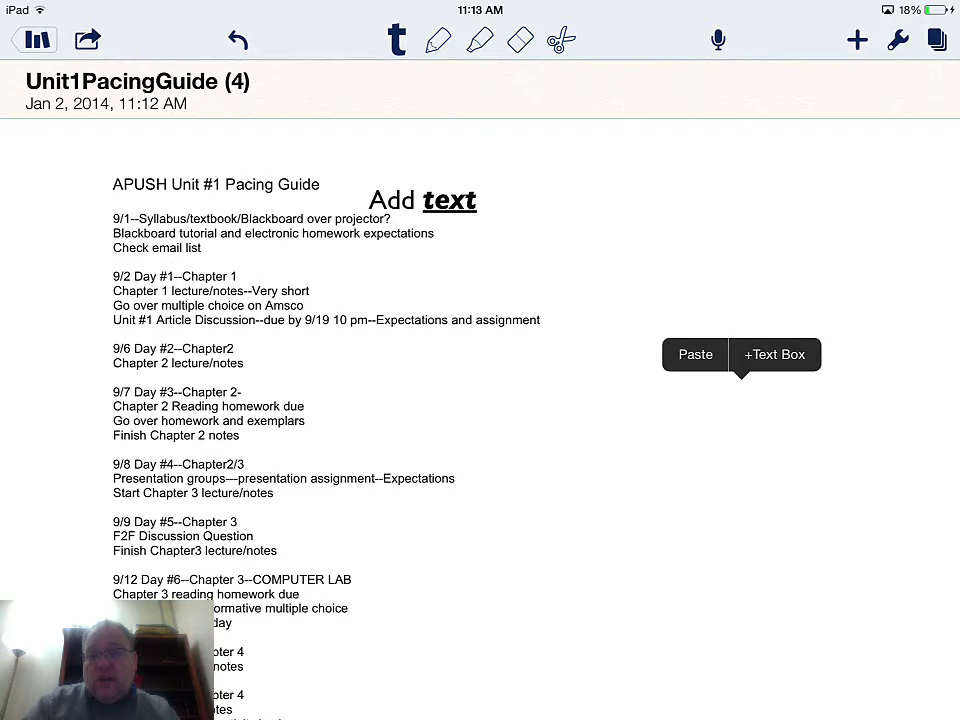 iPad 11:13 AM 18%
t
Unit1PacingGuide (4)
Jan 2, 2014, 11:12 AM
APUSH Unit #1 Pacing Guide
Add text
9/1--Syllabus/textbook/Blackboard over projector?
Blackboard tutorial and electronic homework expectations
Check email list
9/2 Day #1--Chapter 1
Chapter 1 lecture/notes--Very short
Go over multiple choice on Amsco
Unit #1 Article Discussion--due by 9/19 10 pm--Expectations and assignment
9/6 Day #2--Chapter2
Chapter 2 lecture/notes
Paste +Text Box
9/7 Day #3--Chapter 2-
Chapter 2 Reading homework due
Go over homework and exemplars
Finish Chapter 2 notes
9/8 Day #4--Chapter2/3
Presentation groups---presentation assignment--Expectations
Start Chapter 3 lecture/notes
9/9 Day #5--Chapter 3
F2F Discussion Question
Finish Chapter3 lecture/notes
9/12 Day #6--Chapter 3--COMPUTER LAB
Chapter 3 reading homework due
ormative multiple choice
day
pter 4
notes
pter 4
otes